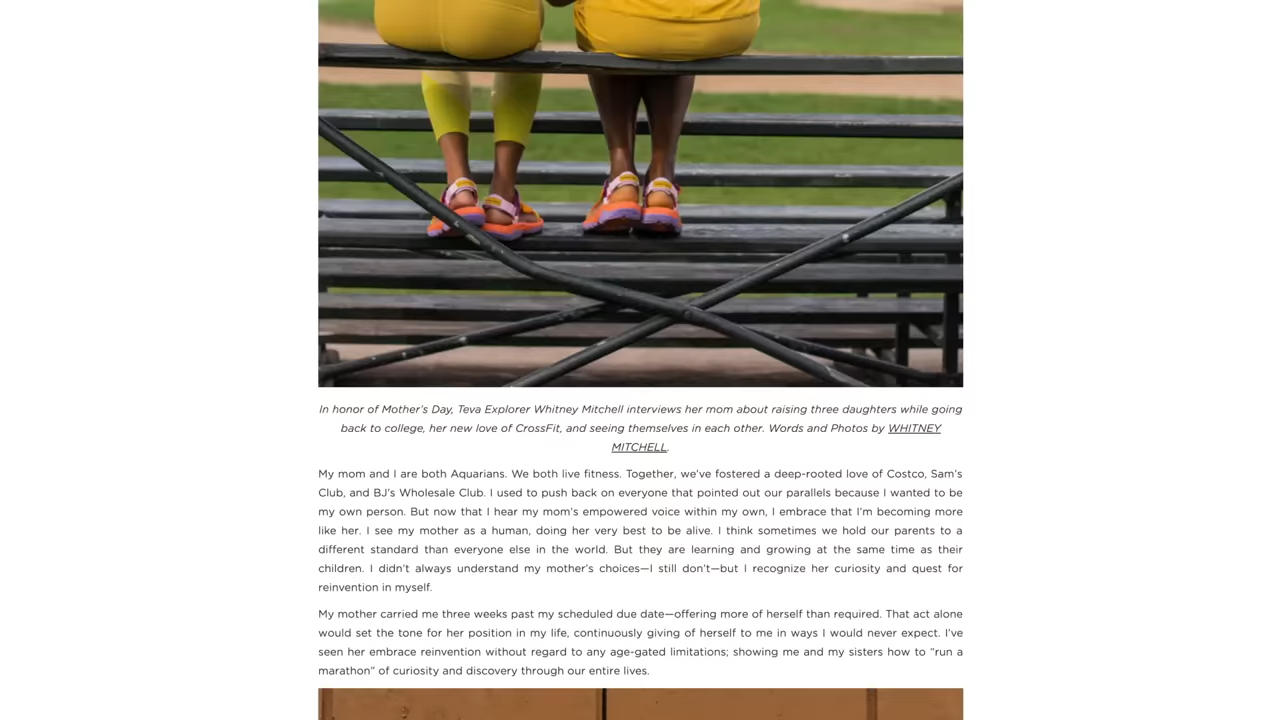 In honor of Mother’s Day, Teva Explorer Whitney Mitchell interviews her mom about raising three daughters while going
back to college, her new love of CrossFit, and seeing themselves in each other. Words and Photos by WHITNEY
MITCHELL.
My mom and I are both Aquarians. We both live fitness. Together, we’ve fostered a deep-rooted love of Costco, Sam’s
Club, and BJ’s Wholesale Club. I used to push back on everyone that pointed out our parallels because I wanted to be
my own person. But now that I hear my mom’s empowered voice within my own, I embrace that I’m becoming more
like her. I see my mother as a human, doing her very best to be alive. I think sometimes we hold our parents to a
different standard than everyone else in the world. But they are learning and growing at the same time as their
children. I didn’t always understand my mother’s choices—I still don’t—but I recognize her curiosity and quest for
reinvention in myself.
My mother carried me three weeks past my scheduled due date—offering more of herself than required. That act alone
would set the tone for her position in my life, continuously giving of herself to me in ways I would never expect. I’ve
seen her embrace reinvention without regard to any age-gated limitations; showing me and my sisters how to “run a
marathon” of curiosity and discovery through our entire lives.